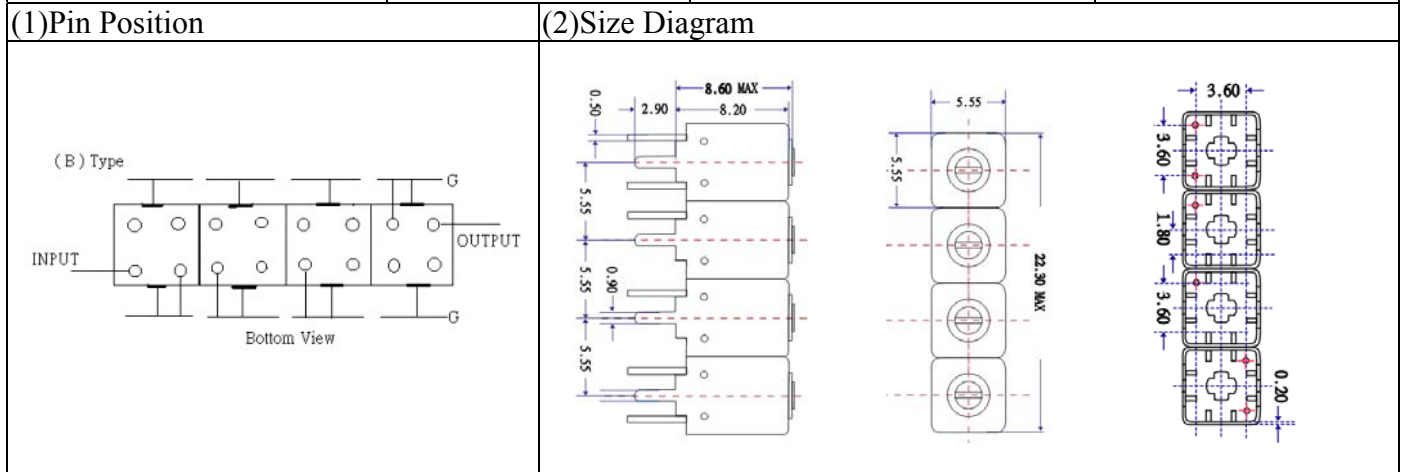 (1)Pin Position
(2)Size Diagram
(B) Type
G
INPUT
OUTPUT
G
Bottom View
8.60 MAX
0.50
2.90
8.20
5.55
5.55
0.90
5.55
5.55
5.55
22.30 MAX
3.60
3.60
1.80
3.60
0.20